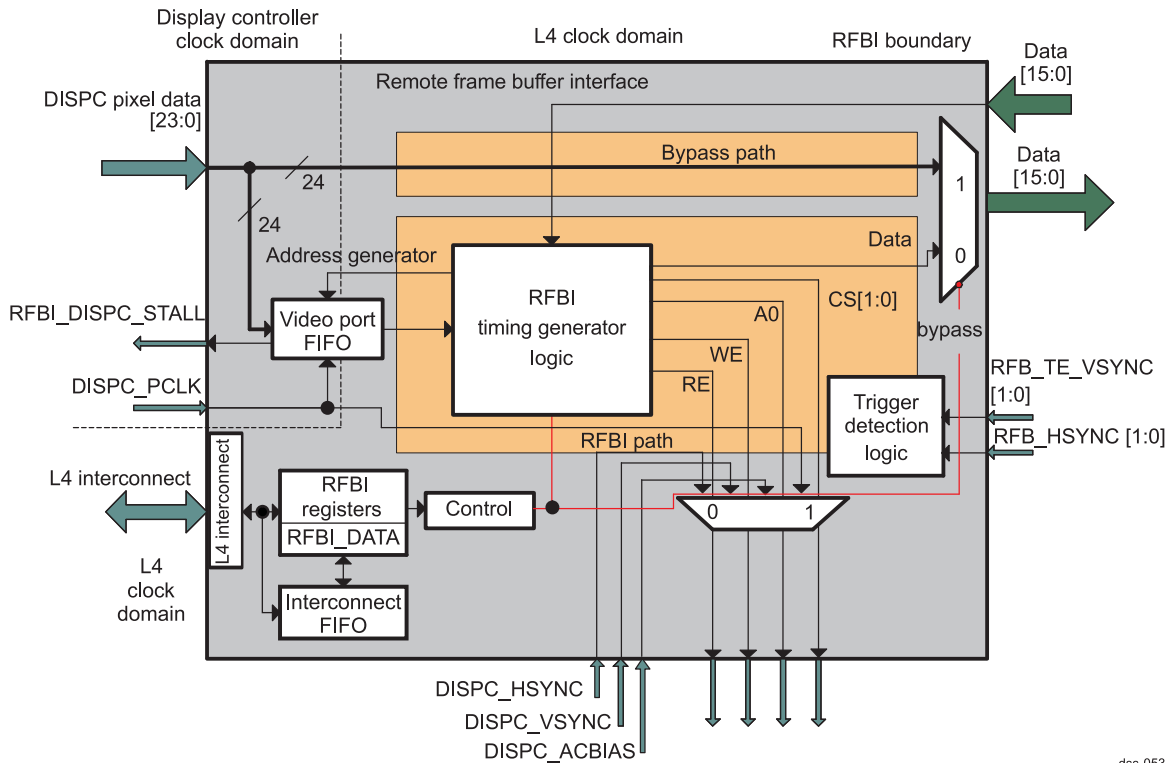 Display controller
clock domain
L4 clock domain
RFBI boundary
Data
[15:0]
Remote frame buffer interface
DISPC pixel data
[23:0]
Bypass path
24
24
1
Data
[15:0]
Address generator
Data
0
RFBI
timing generator
logic
CS[1:0]
A0
bypass
WE
RE
RFBI_DISPC_STALL
Video port
FIFO
DISPC_PCLK
RFB_TE_VSYNC
[1:0]
Trigger
detection
logic
RFB_HSYNC [1:0]
RFBI path
L4 interconnect
L4 interconnect
RFBI
registers
RFBI_DATA
Control
0
1
L4
clock
domain
Interconnect
FIFO
DISPC_HSYNC
DISPC_VSYNC
DISPC_ACBIAS